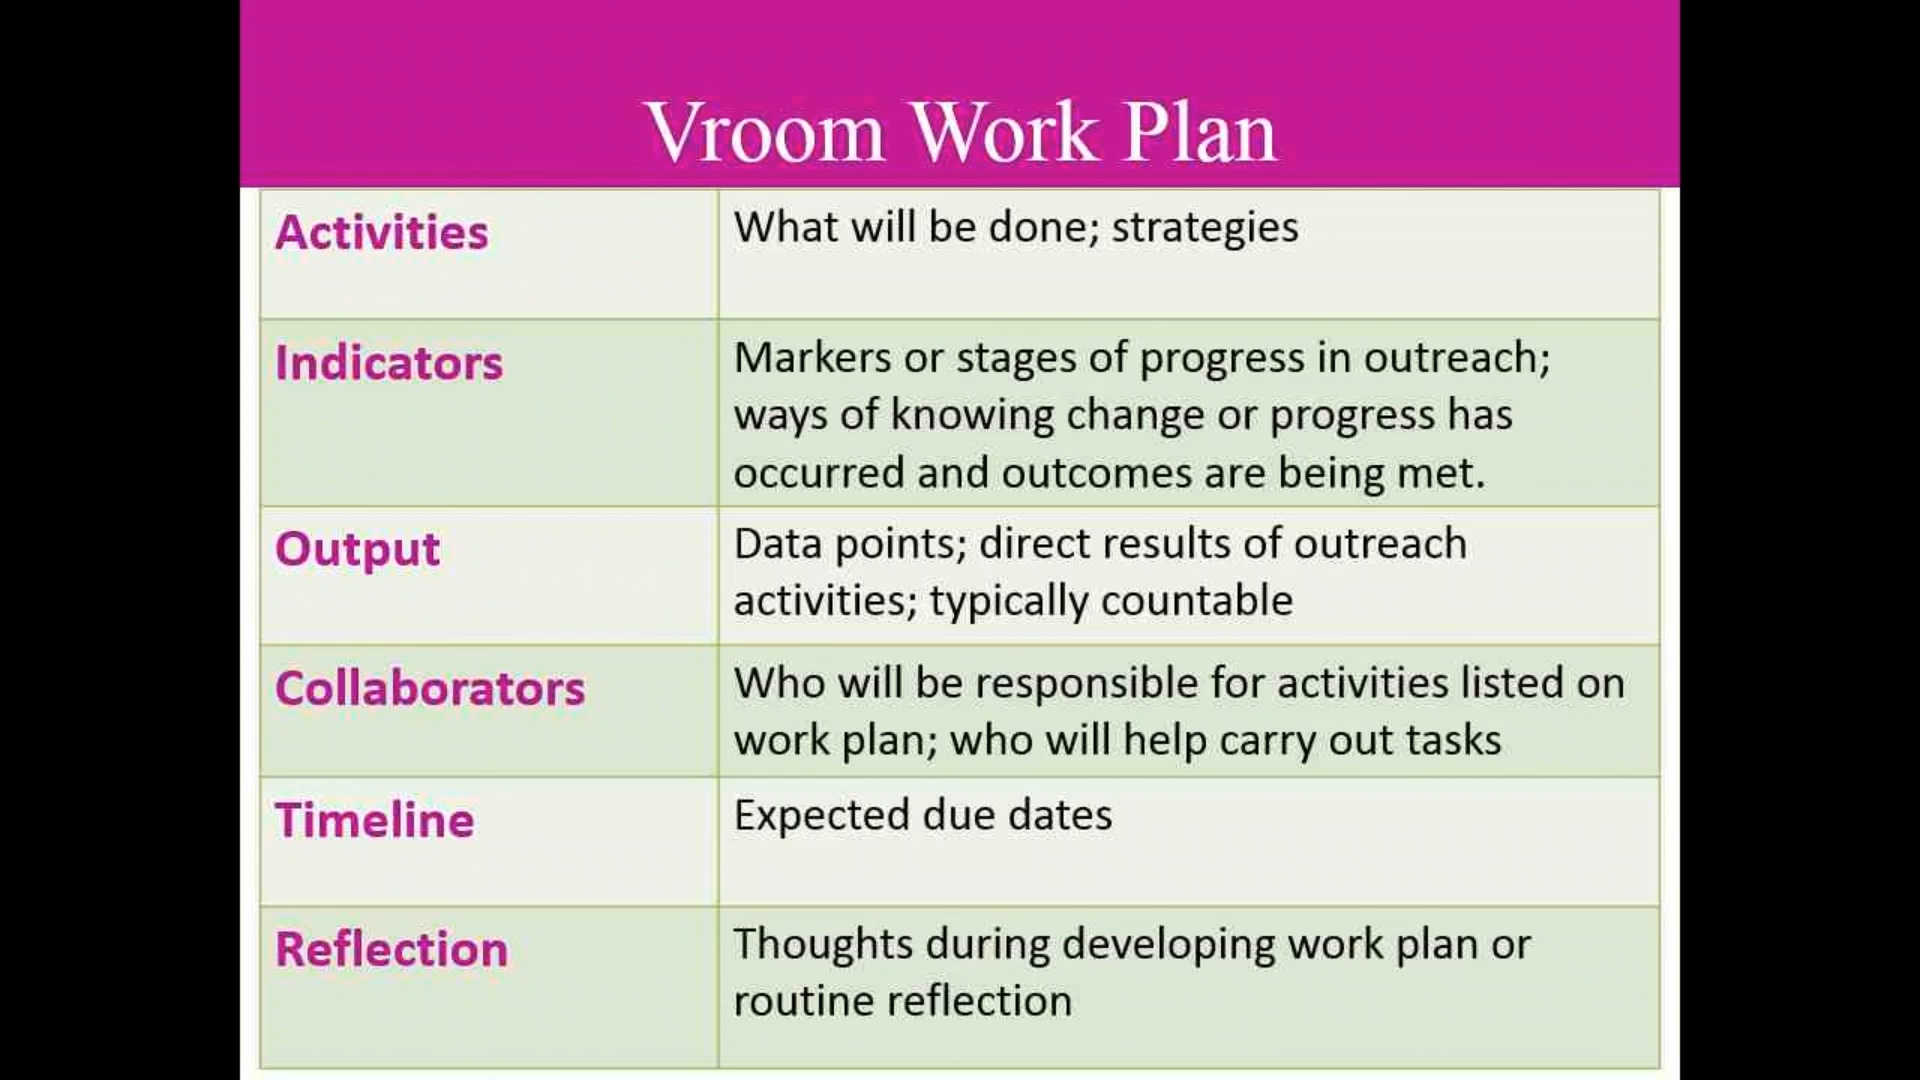 Vroom Work Plan
Activities
What will be done; strategies
Indicators
Markers or stages of progress in outreach;
ways of knowing change or progress has
occurred and outcomes are being met.
Output
Data points; direct results of outreach
activities; typically countable
Collaborators
Who will be responsible for activities listed on
work plan; who will help carry out tasks
Timeline
Expected due dates
Reflection
Thoughts during developing work plan or
routine reflection